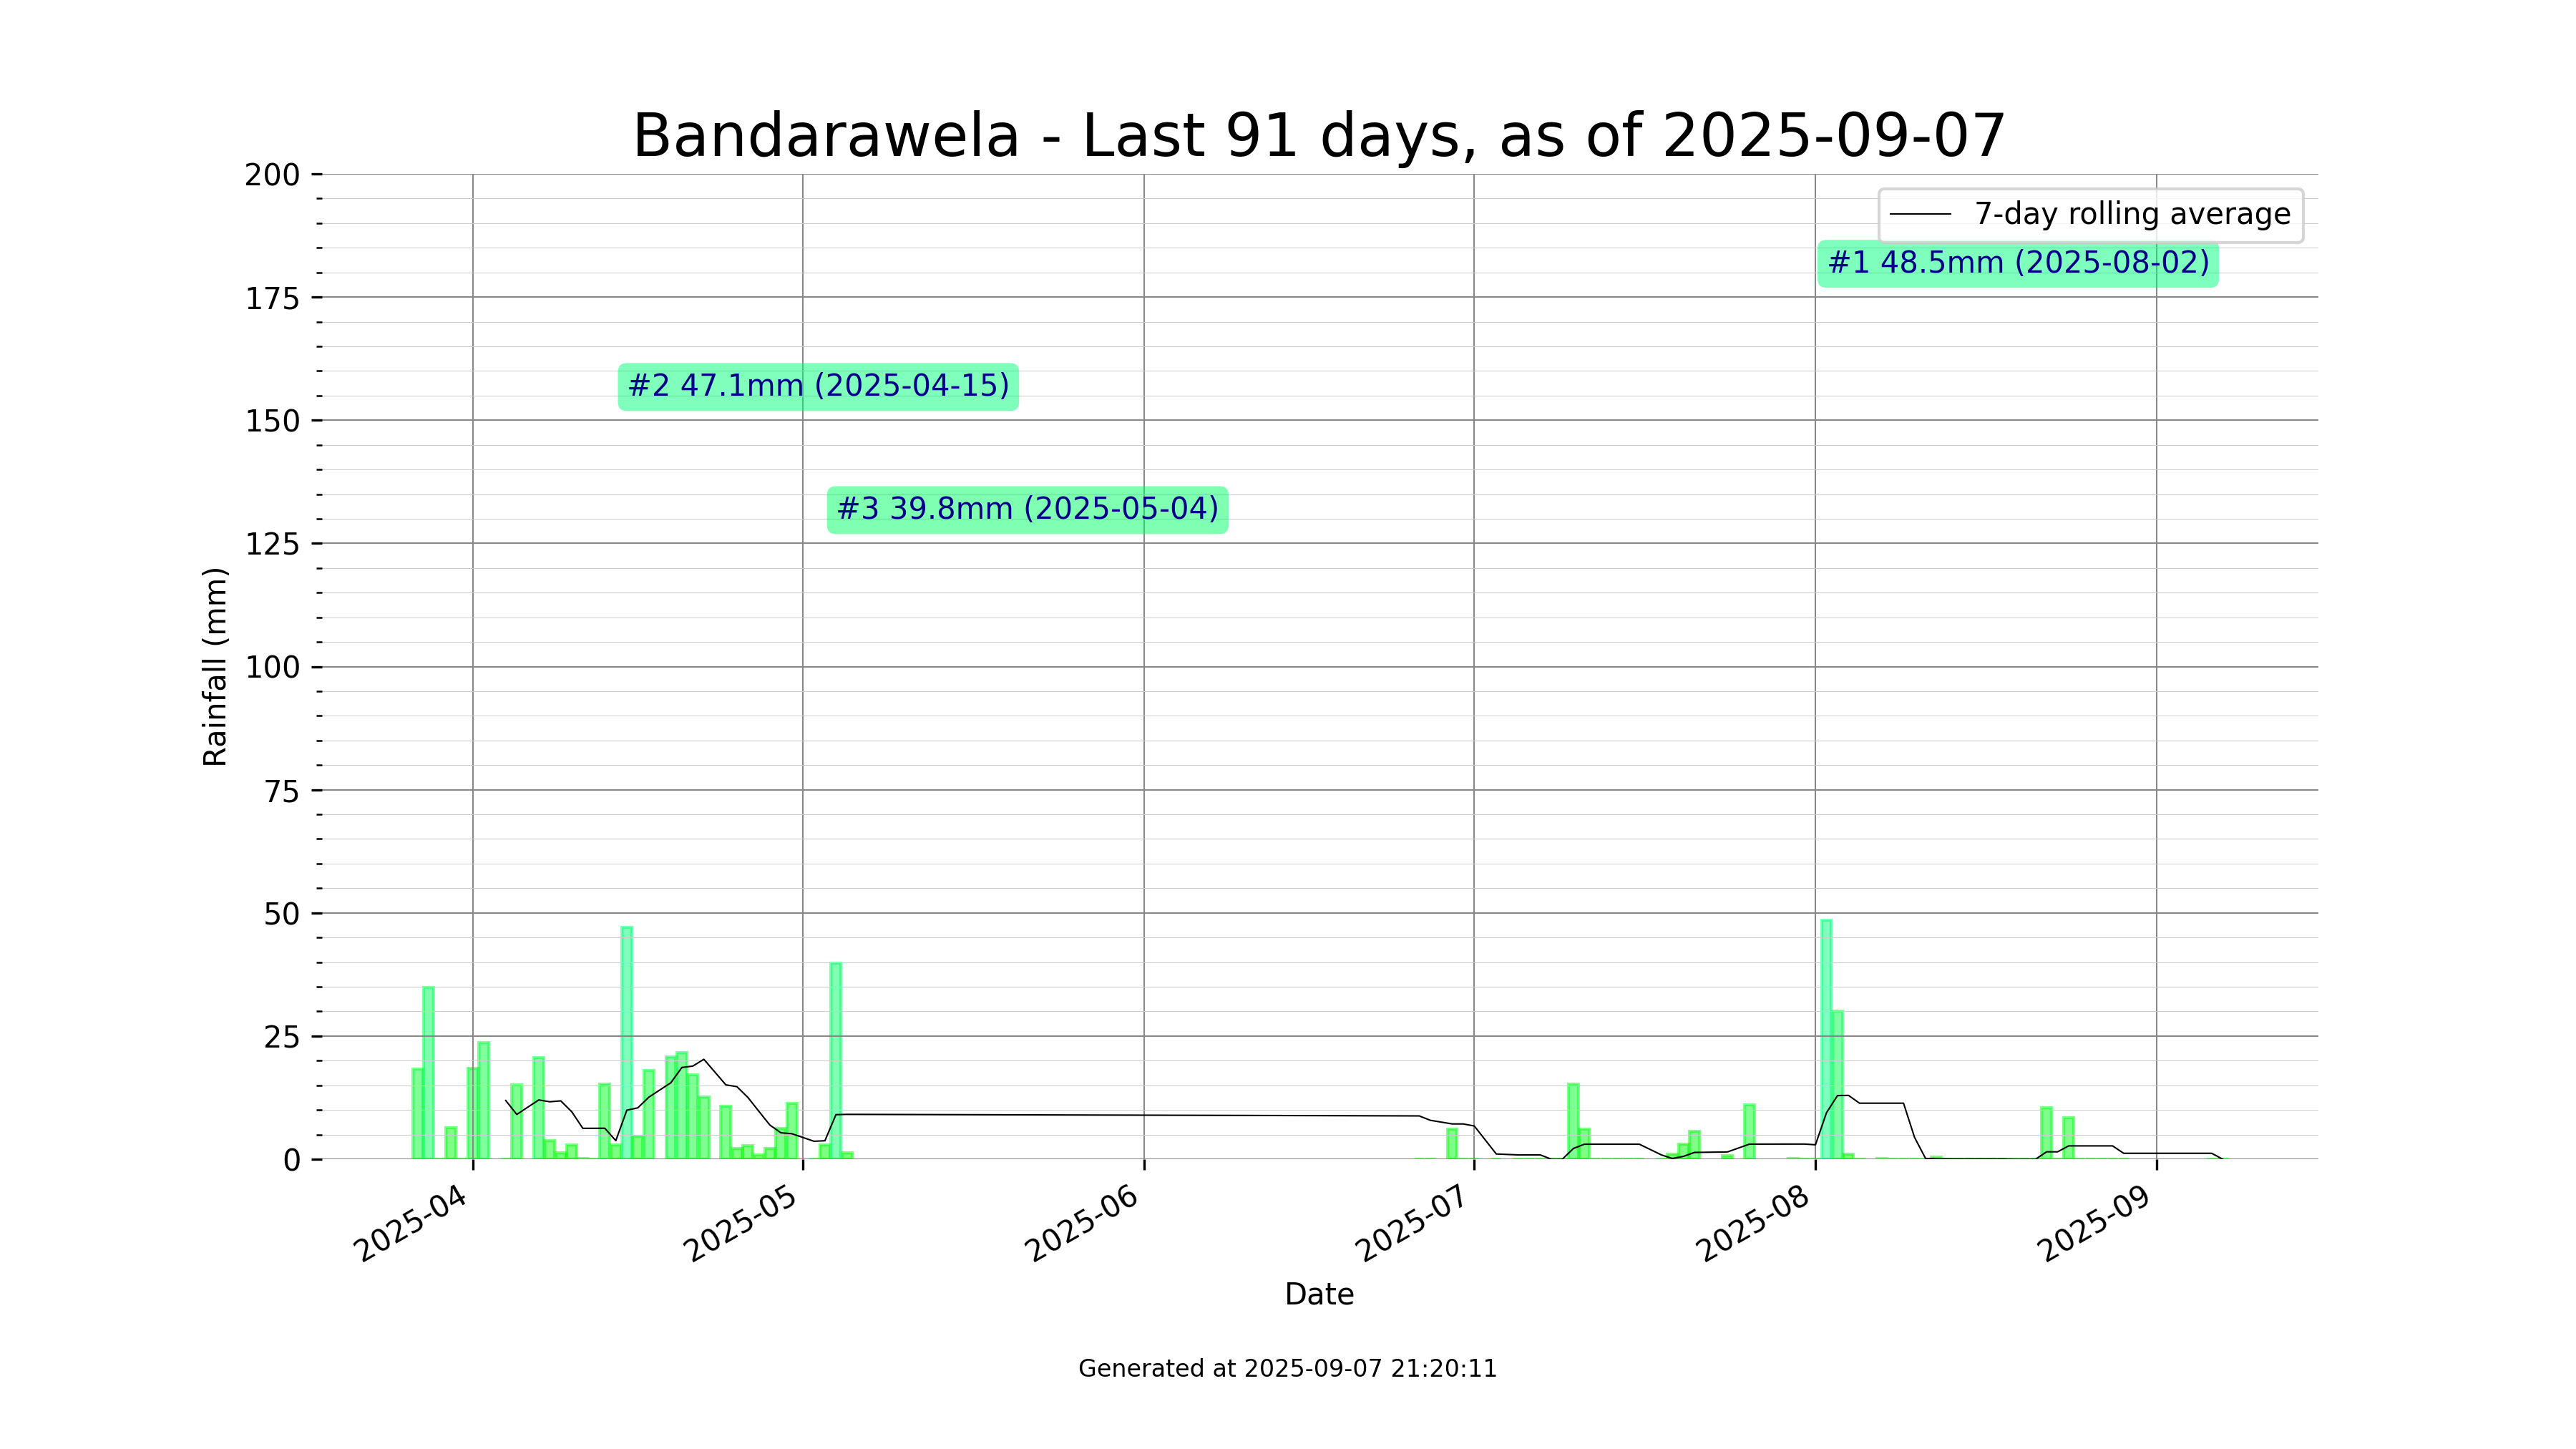 Bandarawela - Last 91 days, as of 2025-09-07
200
175
150
125
100
75
50
25
0
Rainfall (mm)
7-day rolling average
#1 48.5mm (2025-08-02)
#2 47.1mm (2025-04-15)
#3 39.8mm (2025-05-04)
2025-04
2025-05
2025-06
2025-07
2025-08
2025-09
Date
Generated at 2025-09-07 21:20:11